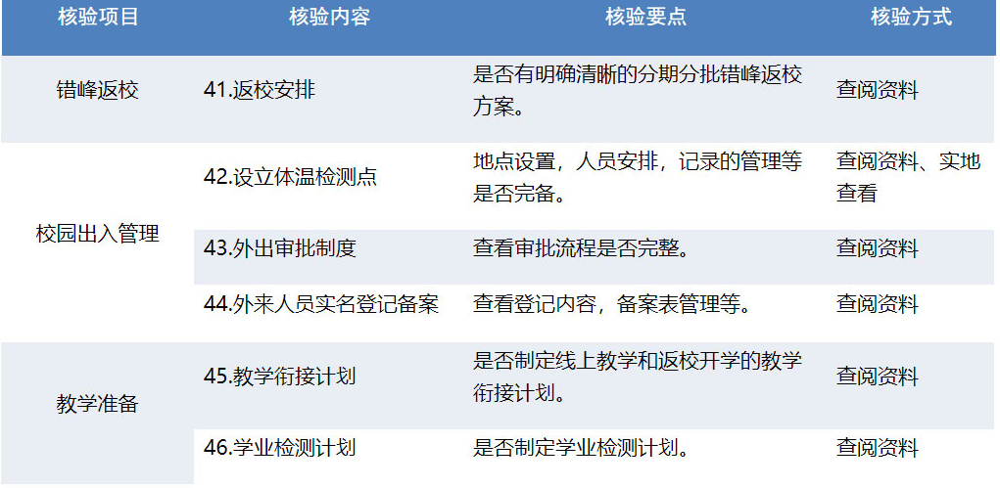 核验项目 核验内容 核验要点 核验方式
错峰返校 41.返校安排 是否有明确清晰的分期分批错峰返校
方案。 查阅资料
校园出入管理 42.设立体温检测点 地点设置，人员安排，记录的管理等
是否完备。 查阅资料、实地
查看
43.外出审批制度 查看审批流程是否完整。 查阅资料
44.外来人员实名登记备案 查看登记内容，备案表管理等。 查阅资料
教学准备 45.教学衔接计划 是否制定线上教学和返校开学的教学
衔接计划。 查阅资料
46.学业检测计划 是否制定学业检测计划。 查阅资料